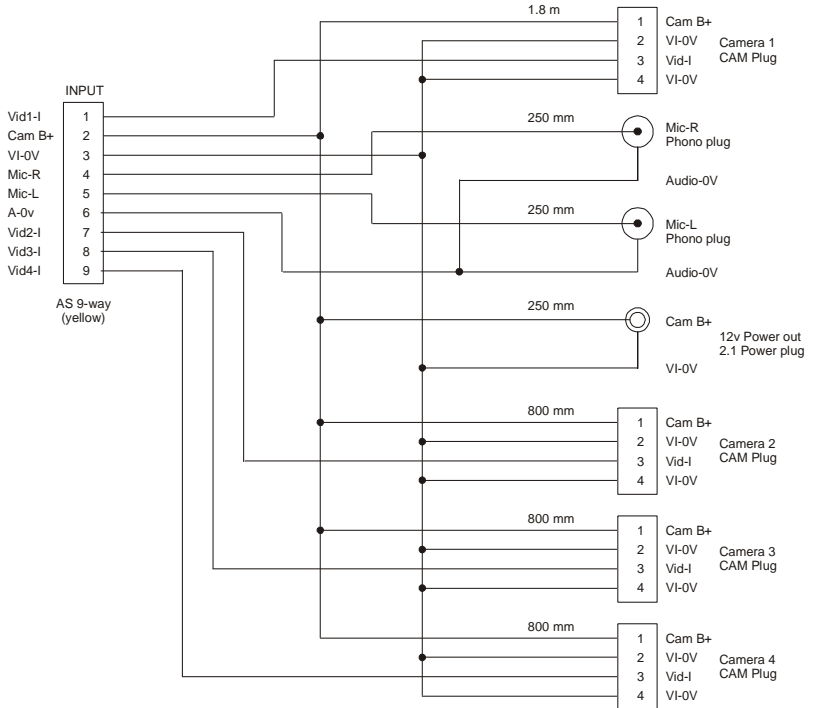 INPUT
Vid1-I 1
Cam B+ 2
VI-0V 3
Mic-R 4
Mic-L 5
A-0v 6
Vid2-I 7
Vid3-I 8
Vid4-I 9
AS 9-way
(yellow)
1.8 m
1 Cam B+
2 VI-0V
3 Vid-I
4 VI-0V
Camera 1
CAM Plug
250 mm
Mic-R
Phono plug
Audio-0V
250 mm
Mic-L
Phono plug
Audio-0V
250 mm
Cam B+
12v Power out
2.1 Power plug
VI-0V
800 mm
1 Cam B+
2 VI-0V
3 Vid-I
4 VI-0V
Camera 2
CAM Plug
800 mm
1 Cam B+
2 VI-0V
3 Vid-I
4 VI-0V
Camera 3
CAM Plug
800 mm
1 Cam B+
2 VI-0V
3 Vid-I
4 VI-0V
Camera 4
CAM Plug